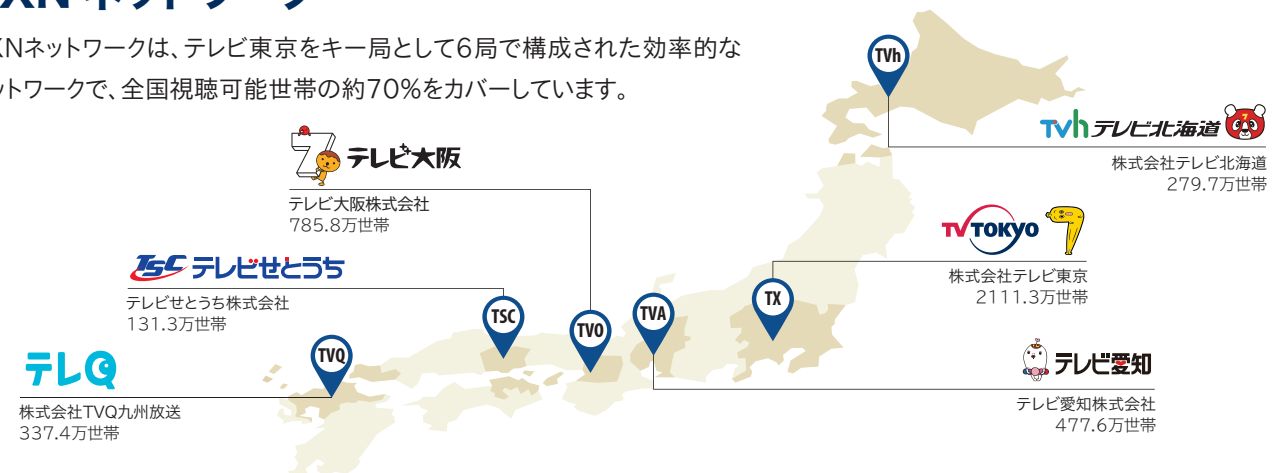 XNネットワーク
XNネットワークは、テレビ東京をキー局として6局で構成された効率的な
ットワークで、全国視聴可能世帯の約70%をカバーしています。
TVh
TVh テレビ北海道
7
株式会社テレビ北海道
279.7万世帯
7 テレビ大阪
テレビ大阪株式会社
785.8万世帯
TV TOKYO
株式会社テレビ東京
2111.3万世帯
TSC テレビせとうち
テレビせとうち株式会社
131.3万世帯
TSC
TVO
TVA
TX
TVQ
テレQ
株式会社TVQ九州放送
337.4万世帯
テレビ愛知
テレビ愛知株式会社
477.6万世帯